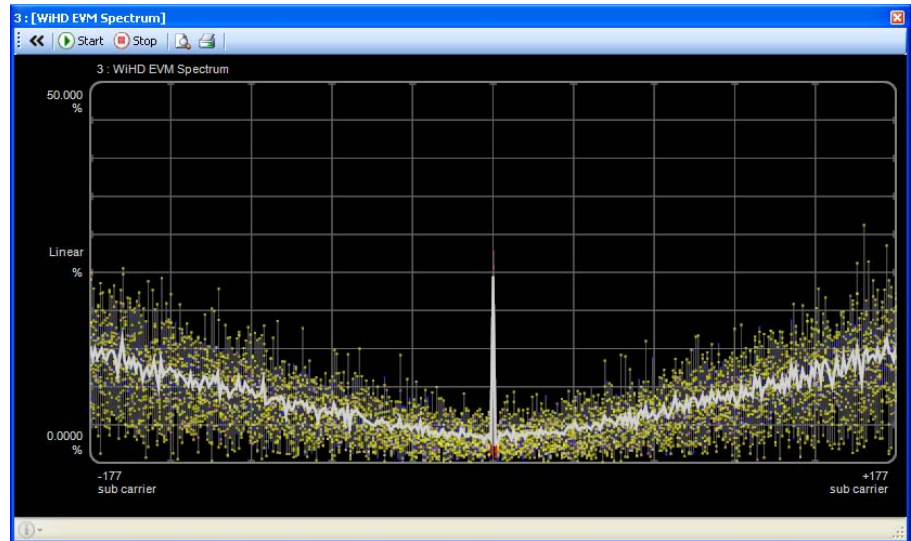 3 : [WiHD EVM Spectrum]
Start Stop
3 : WiHD EVM Spectrum
50.000
%
Linear
%
0.0000
%
-177
sub carrier
+177
sub carrier